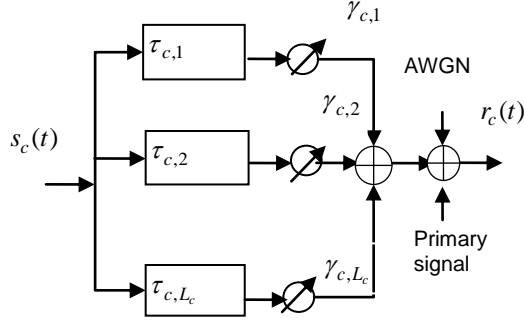 γ_{c,1}
τ_{c,1}
AWGN
γ_{c,2}
r_c(t)
s_c(t)
τ_{c,2}
Primary
signal
γ_{c,L_c}
τ_{c,L_c}